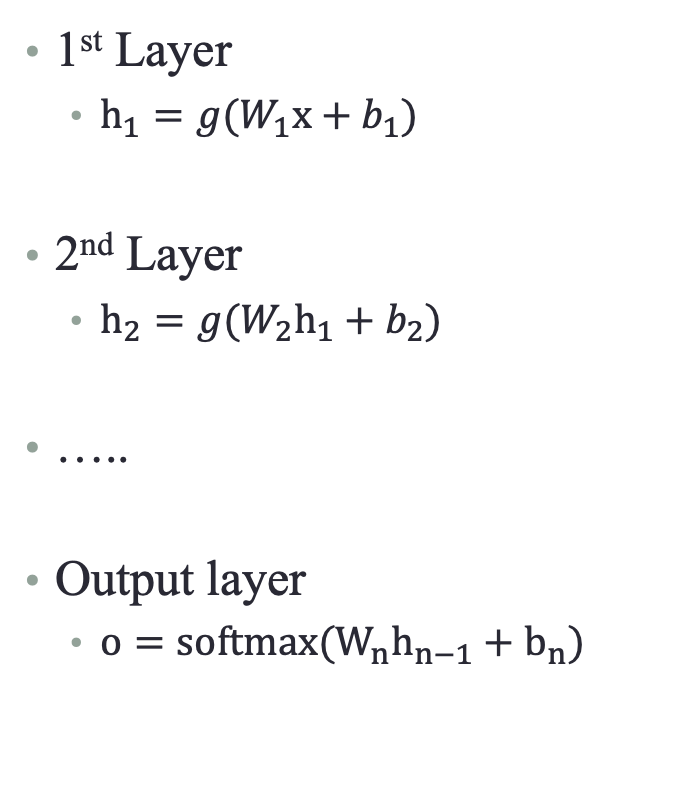 • 1st Layer
• h₁ = g(W₁x + b₁)
• 2nd Layer
• h₂ = g(W₂h₁ + b₂)
• .....
• Output layer
• o = softmax(Wₙhₙ₋₁ + bₙ)